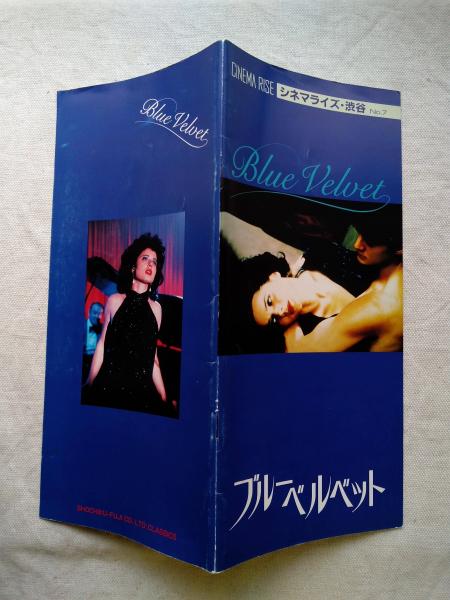 Blue Velvet
SHOCHIKU-FUJI CO. LTD CLASSICS
CINEMA RISE シネマライズ・渋谷 No.7
Blue Velvet
ブルーベルベット